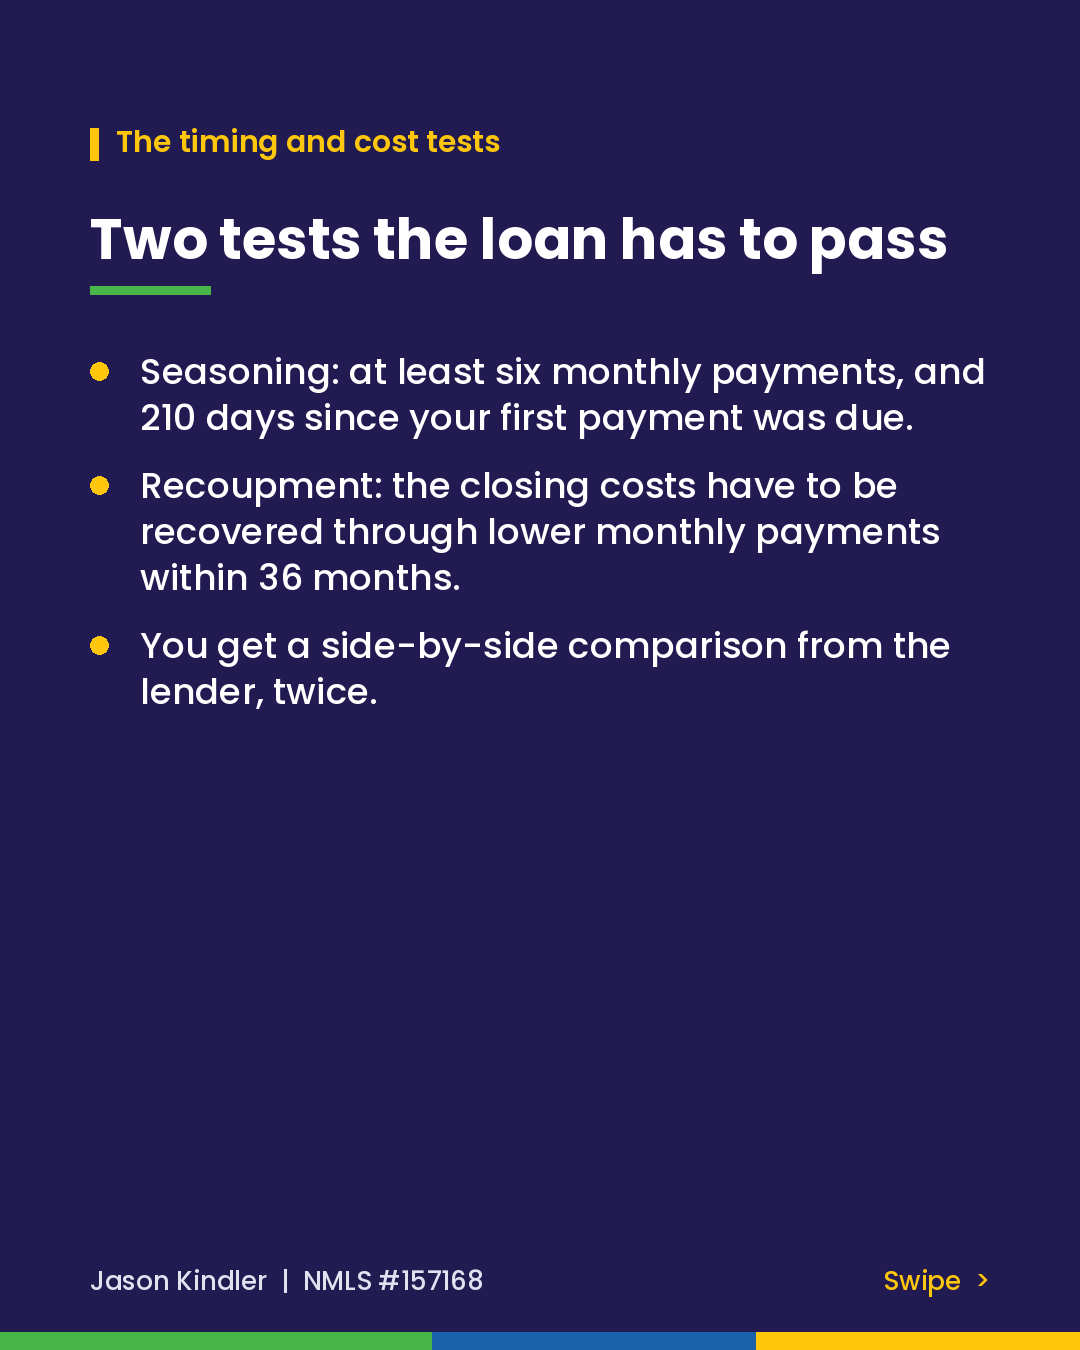 The timing and cost tests
Two tests the loan has to pass
Seasoning: at least six monthly payments, and
210 days since your first payment was due.
Recoupment: the closing costs have to be
recovered through lower monthly payments
within 36 months.
You get a side-by-side comparison from the
lender, twice.
Jason Kindler | NMLS #157168
Swipe >